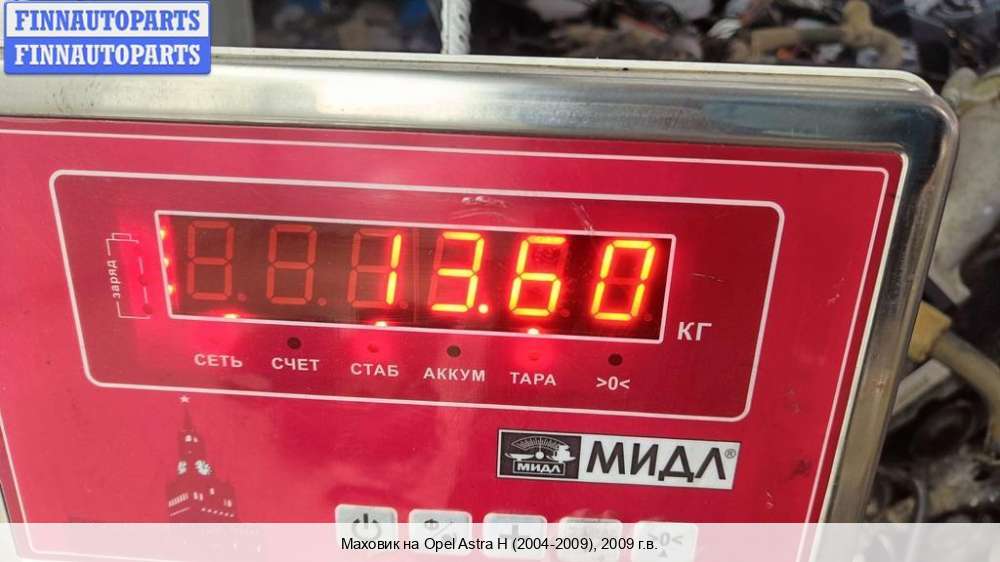 FINNAUTOPARTS
FINNAUTOPARTS
13.60
КГ
заряд
СЕТЬ СЧЕТ СТАБ АККУМ ТАРА >0<
МИДЛ МИДЛ®
>0<
Маховик на Opel Astra H (2004-2009), 2009 г.в.